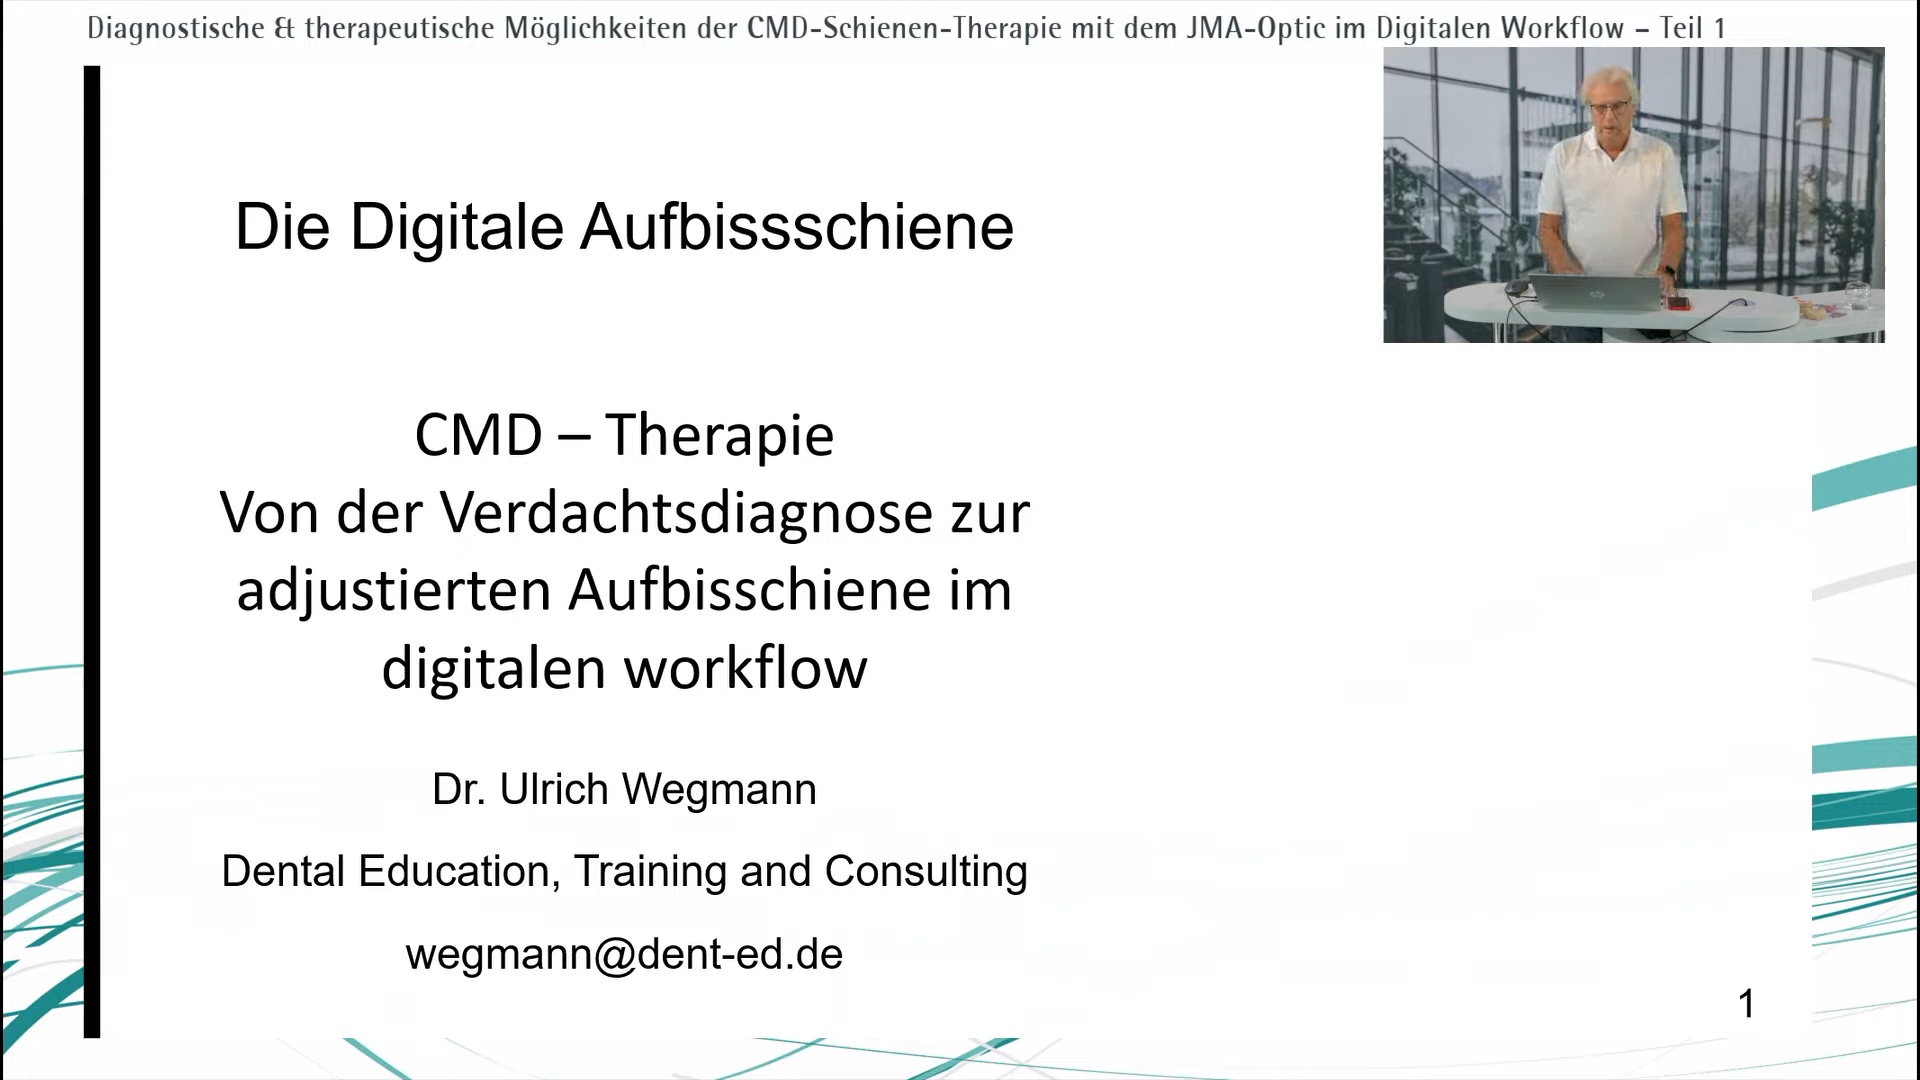 Diagnostische & therapeutische Möglichkeiten der CMD-Schienen-Therapie mit dem JMA-Optic im Digitalen Workflow – Teil 1
Die Digitale Aufbissschiene
CMD – Therapie
Von der Verdachtsdiagnose zur
adjustierten Aufbisschiene im
digitalen workflow
Dr. Ulrich Wegmann
Dental Education, Training and Consulting
wegmann@dent-ed.de
1